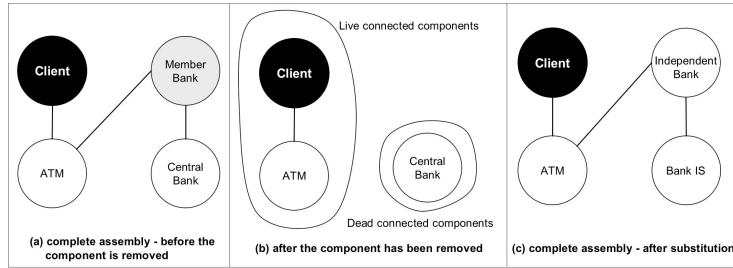 Client
Member
Bank
ATM
Central
Bank
(a) complete assembly - before the
component is removed
Live connected components
Client
ATM
Central
Bank
Dead connected components
(b) after the component has been removed
Client
Independent
Bank
ATM
Bank IS
(c) complete assembly - after substitution